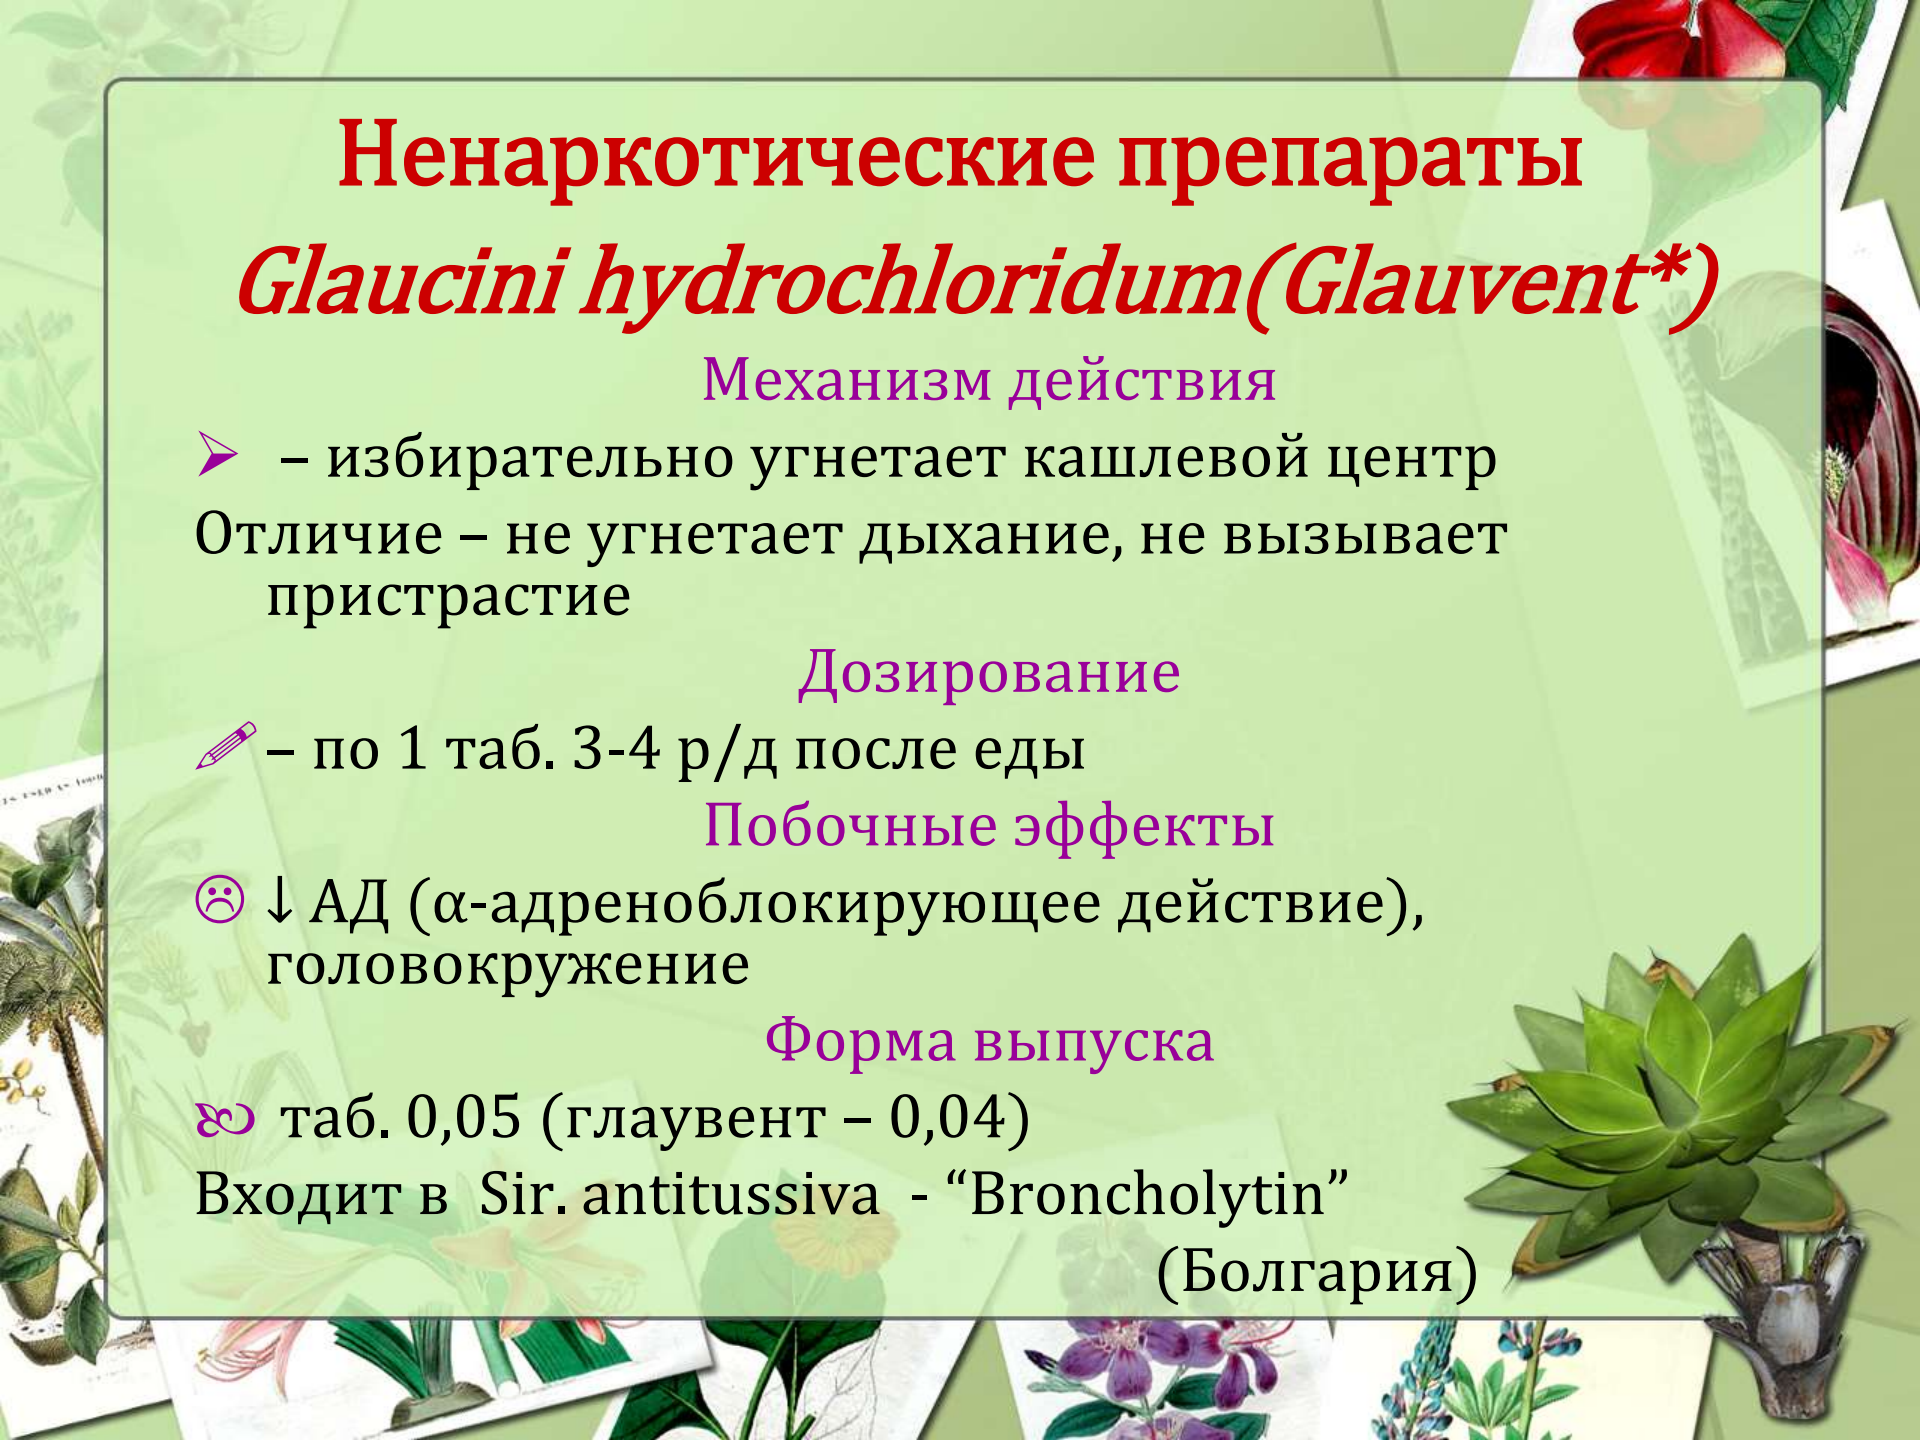 Ненаркотические препараты
Glaucini hydrochloridum(Glauvent*)
Механизм действия
➢ – избирательно угнетает кашлевой центр
Отличие – не угнетает дыхание, не вызывает
пристрастие
Дозирование
– по 1 таб. 3-4 р/д после еды
Побочные эффекты
☹ ↓ АД (α-адреноблокирующее действие),
головокружение
Форма выпуска
таб. 0,05 (глаувент – 0,04)
Входит в Sir. antitussiva - “Broncholytin”
(Болгария)